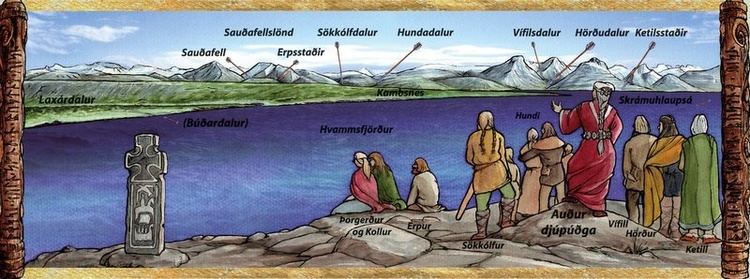 Sauðafellslönd
Sökkólfdalur
Hundadalur
Vífilsdalur
Hörðudalur
Ketilsstaðir
Sauðafell
Erpsstaðir
Laxárdalur
Kambsnes
Skrámuhlaupsá
(Búðardalur)
Hvammsfjörður
Hundi
Þorgerður
og Kollur
Erpur
Sökkólfur
Auður
djúpúðga
Vífill
Hörður
Ketill